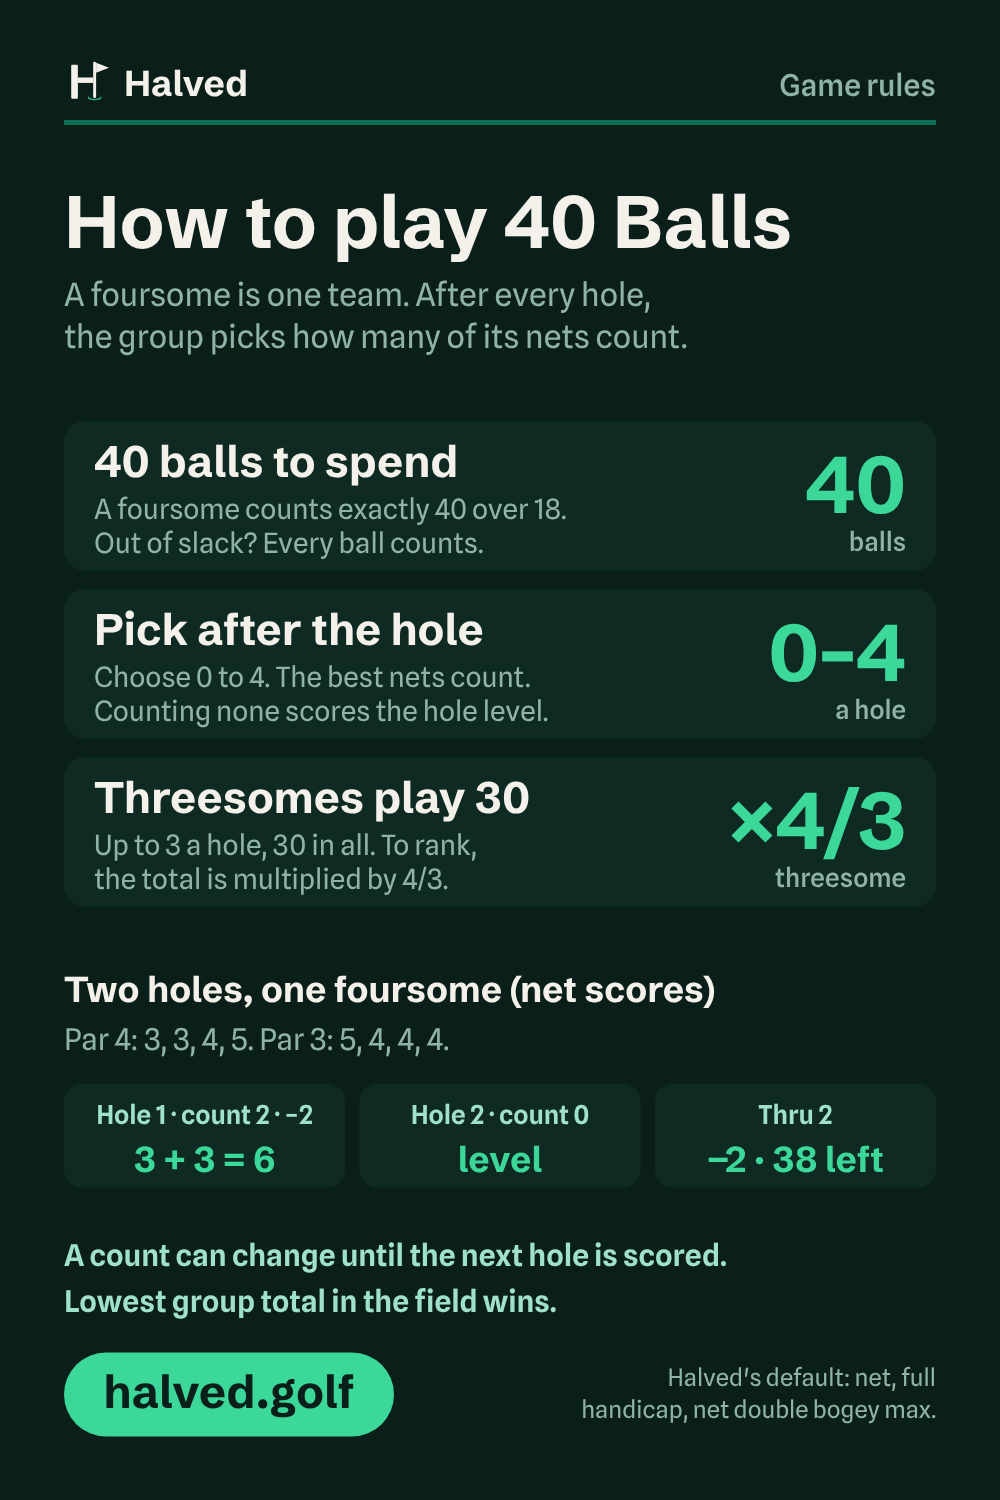 Halved
Game rules
How to play 40 Balls
A foursome is one team. After every hole,
the group picks how many of its nets count.
40 balls to spend
A foursome counts exactly 40 over 18.
Out of slack? Every ball counts.
40
balls
Pick after the hole
Choose 0 to 4. The best nets count.
Counting none scores the hole level.
0–4
a hole
Threesomes play 30
Up to 3 a hole, 30 in all. To rank,
the total is multiplied by 4/3.
×4/3
threesome
Two holes, one foursome (net scores)
Par 4: 3, 3, 4, 5. Par 3: 5, 4, 4, 4.
Hole 1 · count 2 · −2
3 + 3 = 6
Hole 2 · count 0
level
Thru 2
−2 · 38 left
A count can change until the next hole is scored.
Lowest group total in the field wins.
halved.golf
Halved's default: net, full
handicap, net double bogey max.